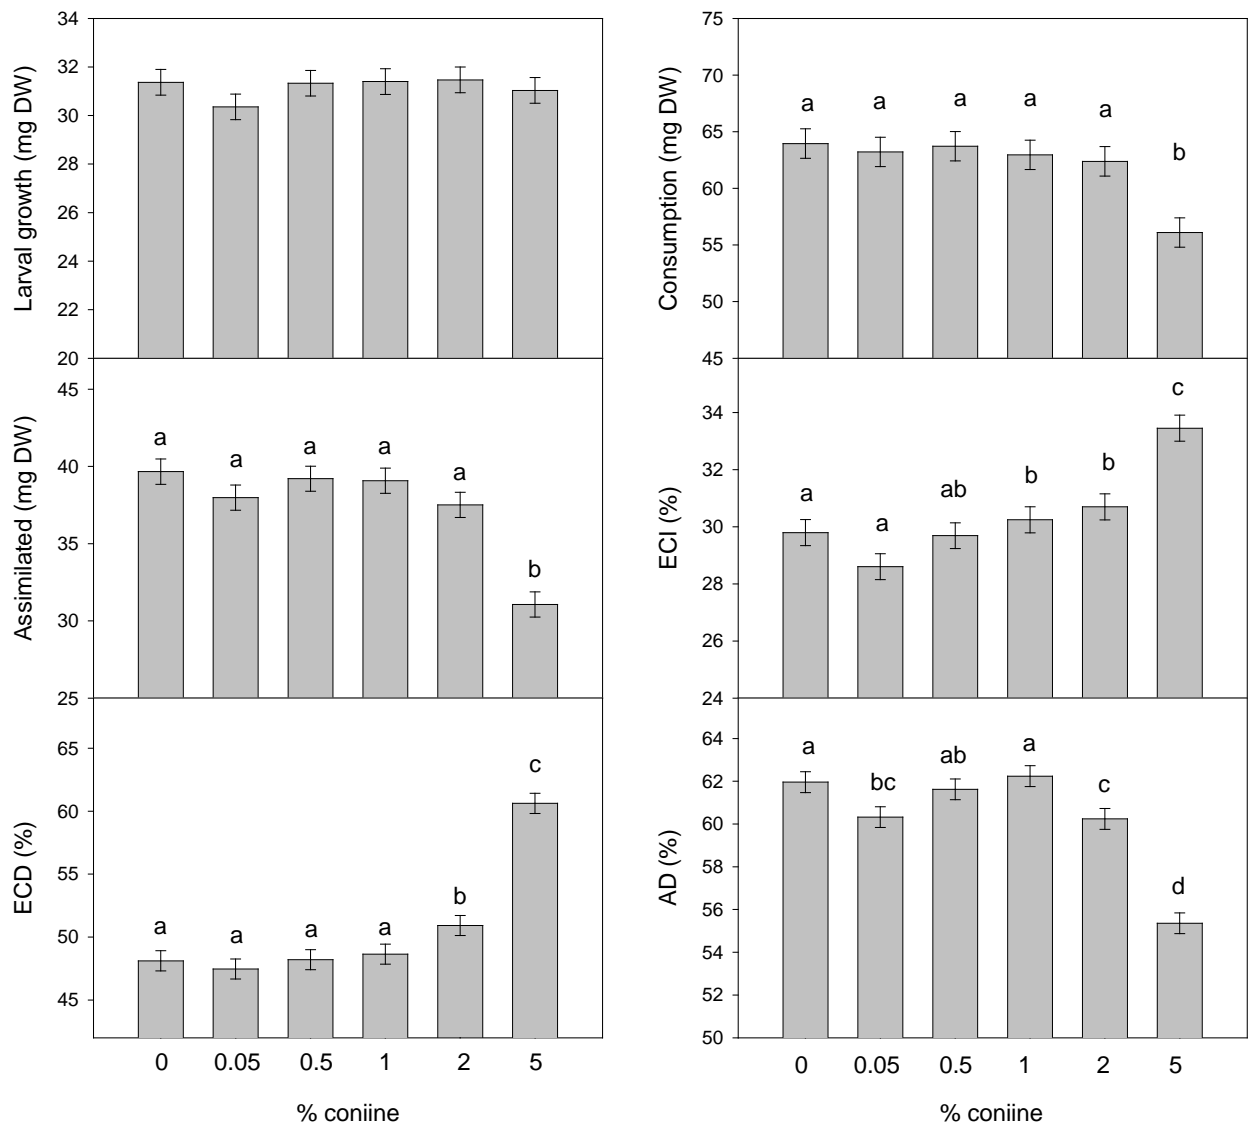 Larval growth (mg DW)
34
32
30
28
26
24
22
20
Consumption (mg DW)
75
70
65
60
55
50
45
a a a a a b
Assimilated (mg DW)
45
40
35
30
25
a a a a a b
ECI (%)
34
32
30
28
26
24
a a ab b b c
ECD (%)
65
60
55
50
45
a a a a b c
0 0.05 0.5 1 2 5
% coniine
AD (%)
64
62
60
58
56
54
52
50
a bc ab a c d
0 0.05 0.5 1 2 5
% coniine